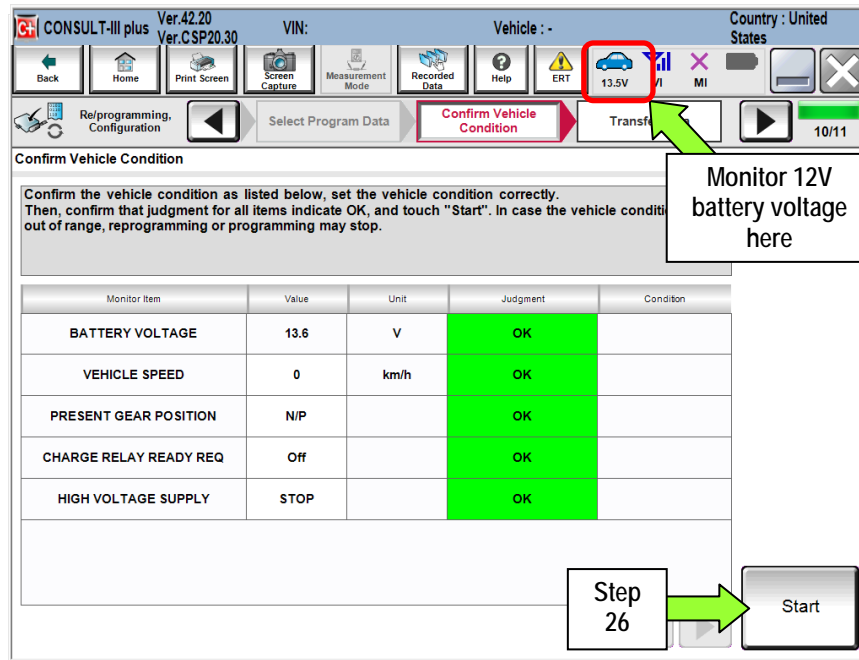 C+ CONSULT-III plus Ver.42.20 Ver.CSP20.30 VIN: Vehicle : - Country : United States
Back Home Print Screen Screen Capture Measurement Mode Recorded Data Help ERT 13.5V VI MI
Re/programming, Configuration Select Program Data Confirm Vehicle Condition 10/11
Confirm Vehicle Condition
Monitor 12V
battery voltage
here
Confirm the vehicle condition as listed below, set the vehicle condition correctly.
Then, confirm that judgment for all items indicate OK, and touch "Start". In case the vehicle
out of range, reprogramming or programming may stop.
Monitor Item Value Unit Judgment Condition
BATTERY VOLTAGE 13.6 V OK
VEHICLE SPEED 0 km/h OK
PRESENT GEAR POSITION N/P OK
CHARGE RELAY READY REQ Off OK
HIGH VOLTAGE SUPPLY STOP OK
Step
26
Start